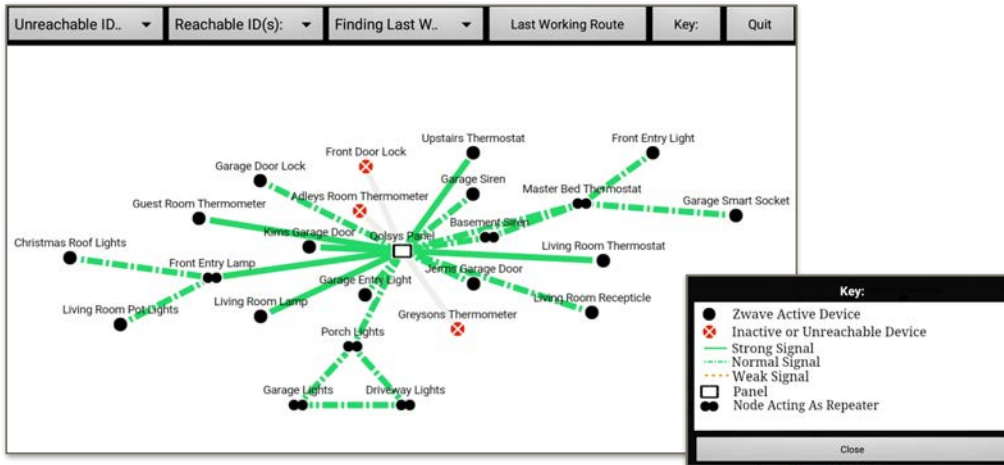 Unreachable ID..
Reachable ID(s):
Finding Last W..
Last Working Route
Key:
Quit
Upstairs Thermostat
Front Entry Light
Front Door Lock
Garage Door Lock
Garage Siren
Master Bed Thermostat
Adleys Room Thermometer
Guest Room Thermometer
Garage Smart Socket
Basement Siren
Kims Garage Door
Qolsys Panel
Christmas Roof Lights
Living Room Thermostat
Front Entry Lamp
Jerms Garage Door
Garage Entry Light
Living Room Pot Lights
Living Room Lamp
Living Room Recepticle
Greysons Thermometer
Porch Lights
Garage Lights
Driveway Lights
Key:
Zwave Active Device
Inactive or Unreachable Device
Strong Signal
Normal Signal
Weak Signal
Panel
Node Acting As Repeater
Close